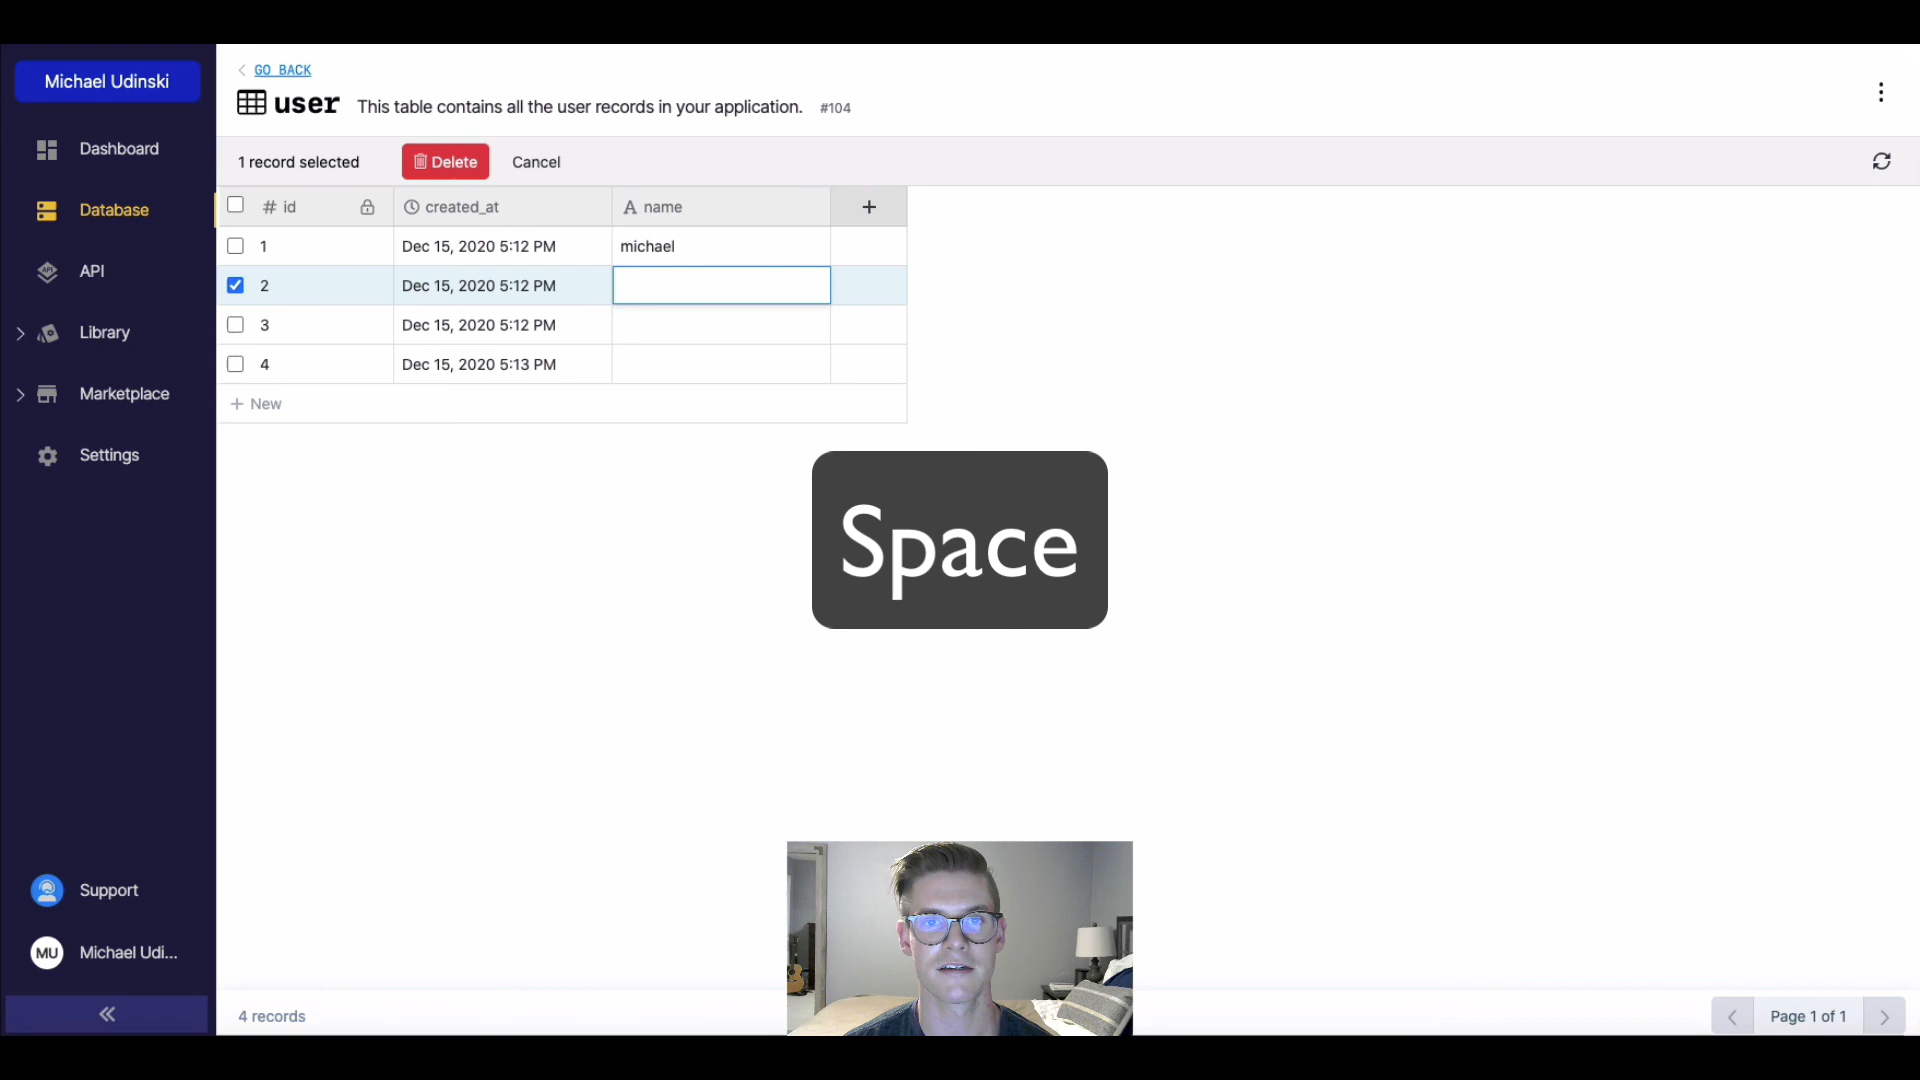 Michael Udinski
Dashboard
Database
API
Library
Marketplace
Settings
Support
MU Michael Udi...
GO BACK
user This table contains all the user records in your application. #104
1 record selected Delete Cancel
# id created_at A name +
1 Dec 15, 2020 5:12 PM michael
2 Dec 15, 2020 5:12 PM
3 Dec 15, 2020 5:12 PM
4 Dec 15, 2020 5:13 PM
+ New
Space
4 records
Page 1 of 1